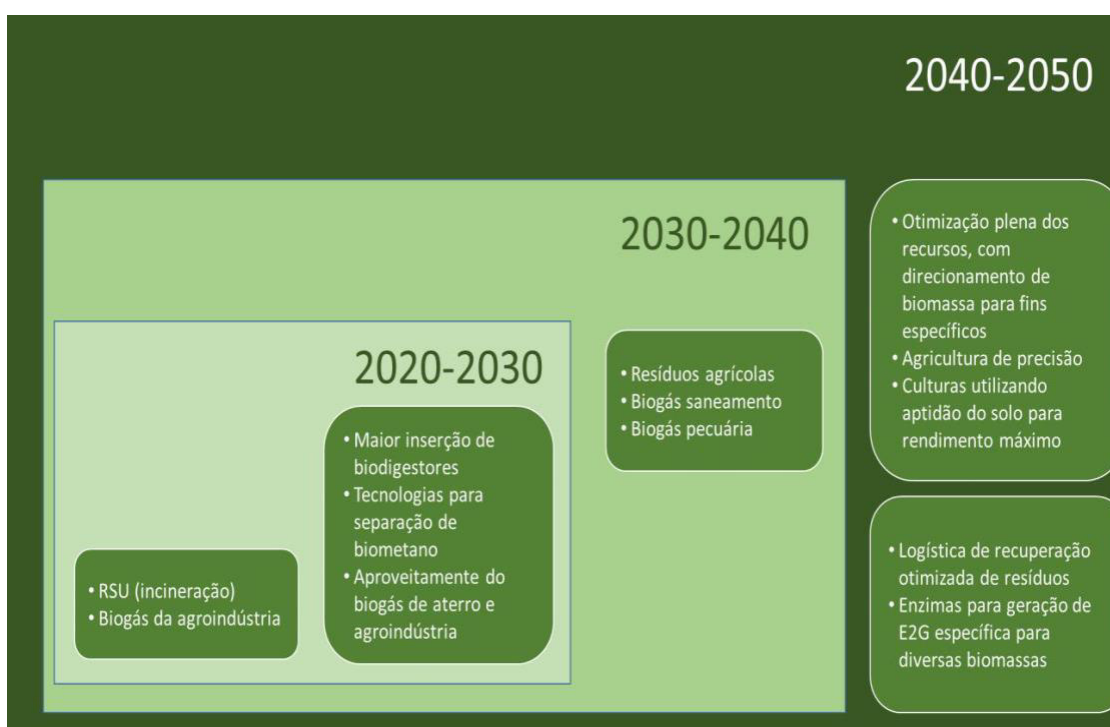 2040-2050
2030-2040
2020-2030
• RSU (incineração)
• Biogás da agroindústria
• Maior inserção de
biodigestores
• Tecnologias para
separação de
biometano
• Aproveitamente do
biogás de aterro e
agroindústria
• Resíduos agrícolas
• Biogás saneamento
• Biogás pecuária
• Otimização plena dos
recursos, com
direcionamento de
biomassa para fins
específicos
• Agricultura de precisão
• Culturas utilizando
aptidão do solo para
rendimento máximo
• Logística de recuperação
otimizada de resíduos
• Enzimas para geração de
E2G específica para
diversas biomassas